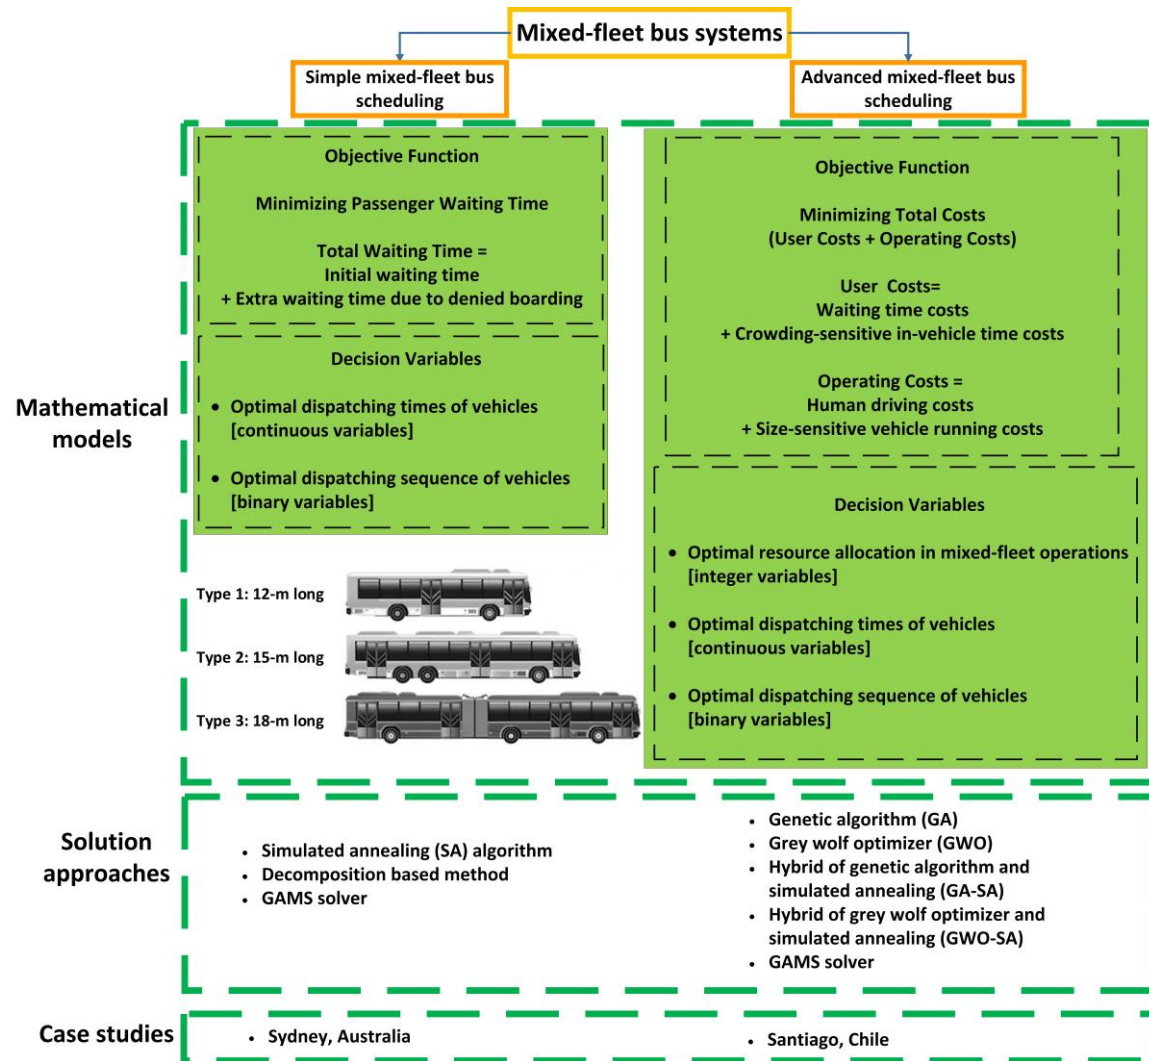 Mixed-fleet bus systems
Simple mixed-fleet bus
scheduling
Advanced mixed-fleet bus
scheduling
Mathematical
models
Objective Function
Minimizing Passenger Waiting Time
Total Waiting Time =
Initial waiting time
+ Extra waiting time due to denied boarding
Decision Variables
• Optimal dispatching times of vehicles
[continuous variables]
• Optimal dispatching sequence of vehicles
[binary variables]
Type 1: 12-m long
Type 2: 15-m long
Type 3: 18-m long
Objective Function
Minimizing Total Costs
(User Costs + Operating Costs)
User Costs=
Waiting time costs
+ Crowding-sensitive in-vehicle time costs
Operating Costs =
Human driving costs
+ Size-sensitive vehicle running costs
Decision Variables
• Optimal resource allocation in mixed-fleet operations
[integer variables]
• Optimal dispatching times of vehicles
[continuous variables]
• Optimal dispatching sequence of vehicles
[binary variables]
Solution
approaches
• Simulated annealing (SA) algorithm
• Decomposition based method
• GAMS solver
• Genetic algorithm (GA)
• Grey wolf optimizer (GWO)
• Hybrid of genetic algorithm and
simulated annealing (GA-SA)
• Hybrid of grey wolf optimizer and
simulated annealing (GWO-SA)
• GAMS solver
Case studies
• Sydney, Australia
• Santiago, Chile